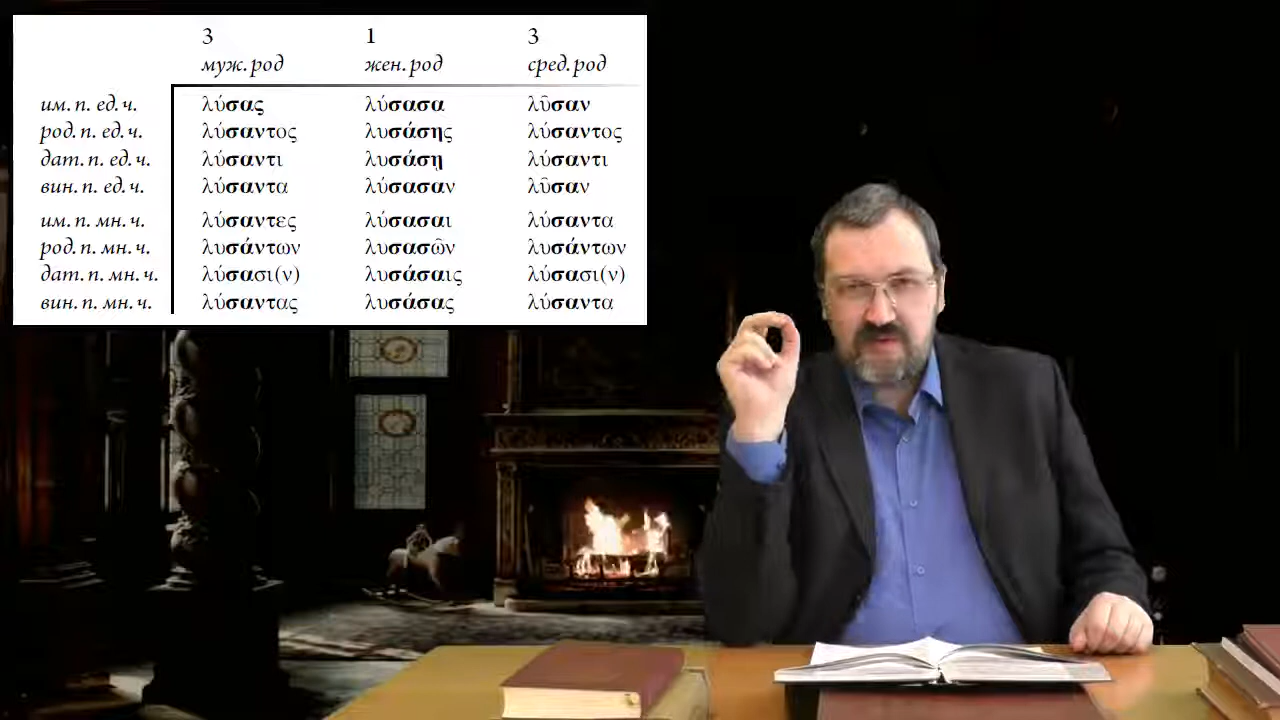 3 1 3
муж. род жен. род сред. род
им. п. ед. ч. λύσας λύσασα λῦσαν
род. п. ед. ч. λύσαντος λυσάσης λύσαντος
дат. п. ед. ч. λύσαντι λυσάσῃ λύσαντι
вин. п. ед. ч. λύσαντα λύσασαν λῦσαν
им. п. мн. ч. λύσαντες λύσασαι λύσαντα
род. п. мн. ч. λυσάντων λυσασῶν λυσάντων
дат. п. мн. ч. λύσασι(ν) λυσάσαις λύσασι(ν)
вин. п. мн. ч. λύσαντας λυσάσας λύσαντα